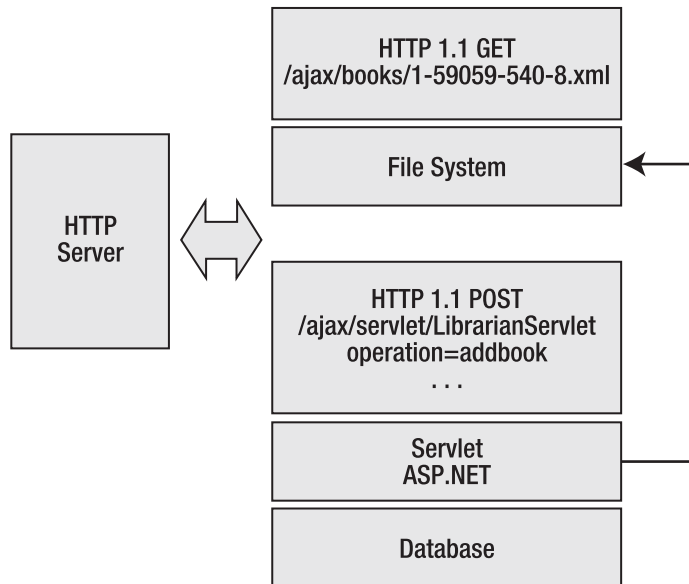 HTTP 1.1 GET
/ajax/books/1-59059-540-8.xml
File System
HTTP
Server
HTTP 1.1 POST
/ajax/servlet/LibrarianServlet
operation=addbook
. . .
Servlet
ASP.NET
Database